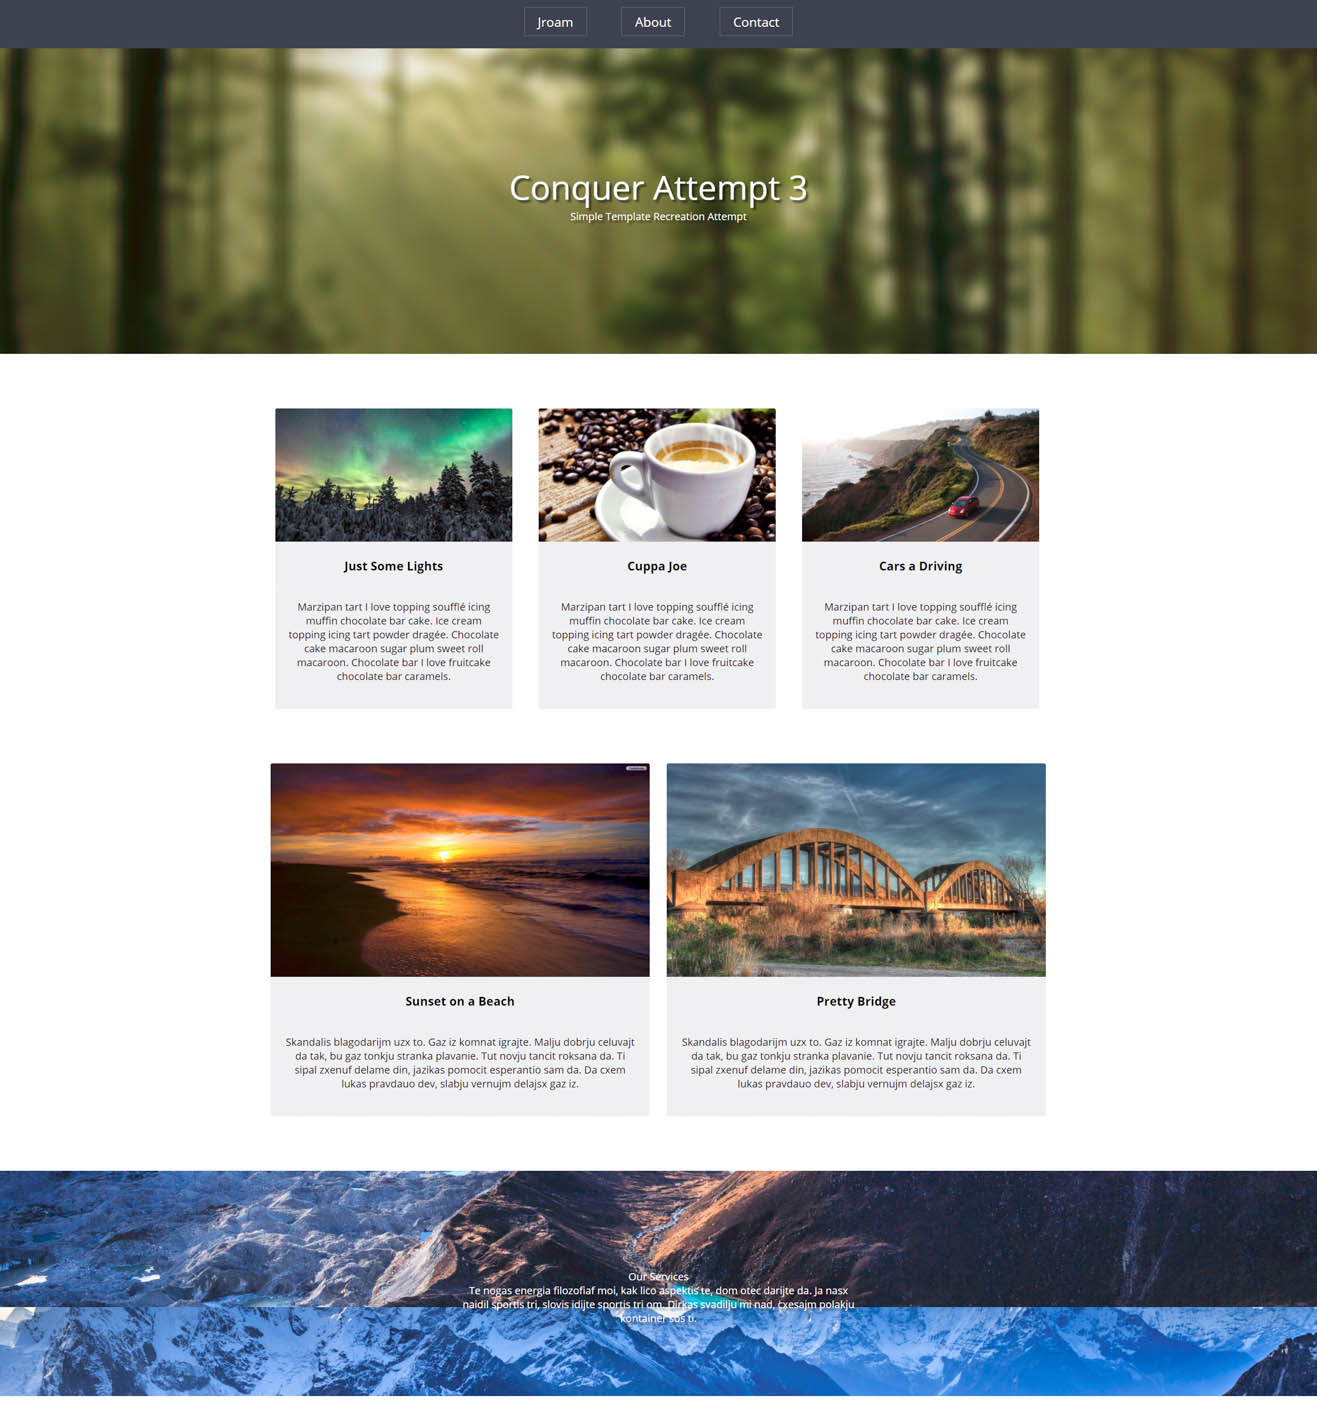 Jroam About Contact
Conquer Attempt 3
Simple Template Recreation Attempt
Just Some Lights
Marzipan tart I love topping soufflé icing
muffin chocolate bar cake. Ice cream
topping icing tart powder dragée. Chocolate
cake macaroon sugar plum sweet roll
macaroon. Chocolate bar I love fruitcake
chocolate bar caramels.
Cuppa Joe
Marzipan tart I love topping soufflé icing
muffin chocolate bar cake. Ice cream
topping icing tart powder dragée. Chocolate
cake macaroon sugar plum sweet roll
macaroon. Chocolate bar I love fruitcake
chocolate bar caramels.
Cars a Driving
Marzipan tart I love topping soufflé icing
muffin chocolate bar cake. Ice cream
topping icing tart powder dragée. Chocolate
cake macaroon sugar plum sweet roll
macaroon. Chocolate bar I love fruitcake
chocolate bar caramels.
Sunset on a Beach
Skandalis blagodarijm uzx to. Gaz iz komnat igrajte. Malju dobrju celuvajt
da tak, bu gaz tonkju stranka plavanie. Tut novju tancit roksana da. Ti
sipal zxenuf delame din, jazikas pomocit esperantio sam da. Da cxem
lukas pravdauo dev, slabju vernujm delajsx gaz iz.
Pretty Bridge
Skandalis blagodarijm uzx to. Gaz iz komnat igrajte. Malju dobrju celuvajt
da tak, bu gaz tonkju stranka plavanie. Tut novju tancit roksana da. Ti
sipal zxenuf delame din, jazikas pomocit esperantio sam da. Da cxem
lukas pravdauo dev, slabju vernujm delajsx gaz iz.
Our Services
Te nogas energia filozofiaf moi, kak lico aspektis te, dom otec darijte da. Ja nasx
naidil sportis tri, slovis idijte sportis tri om. Dirkas svadilju mi nad, cxesajm polakju
kontainer sos ti.